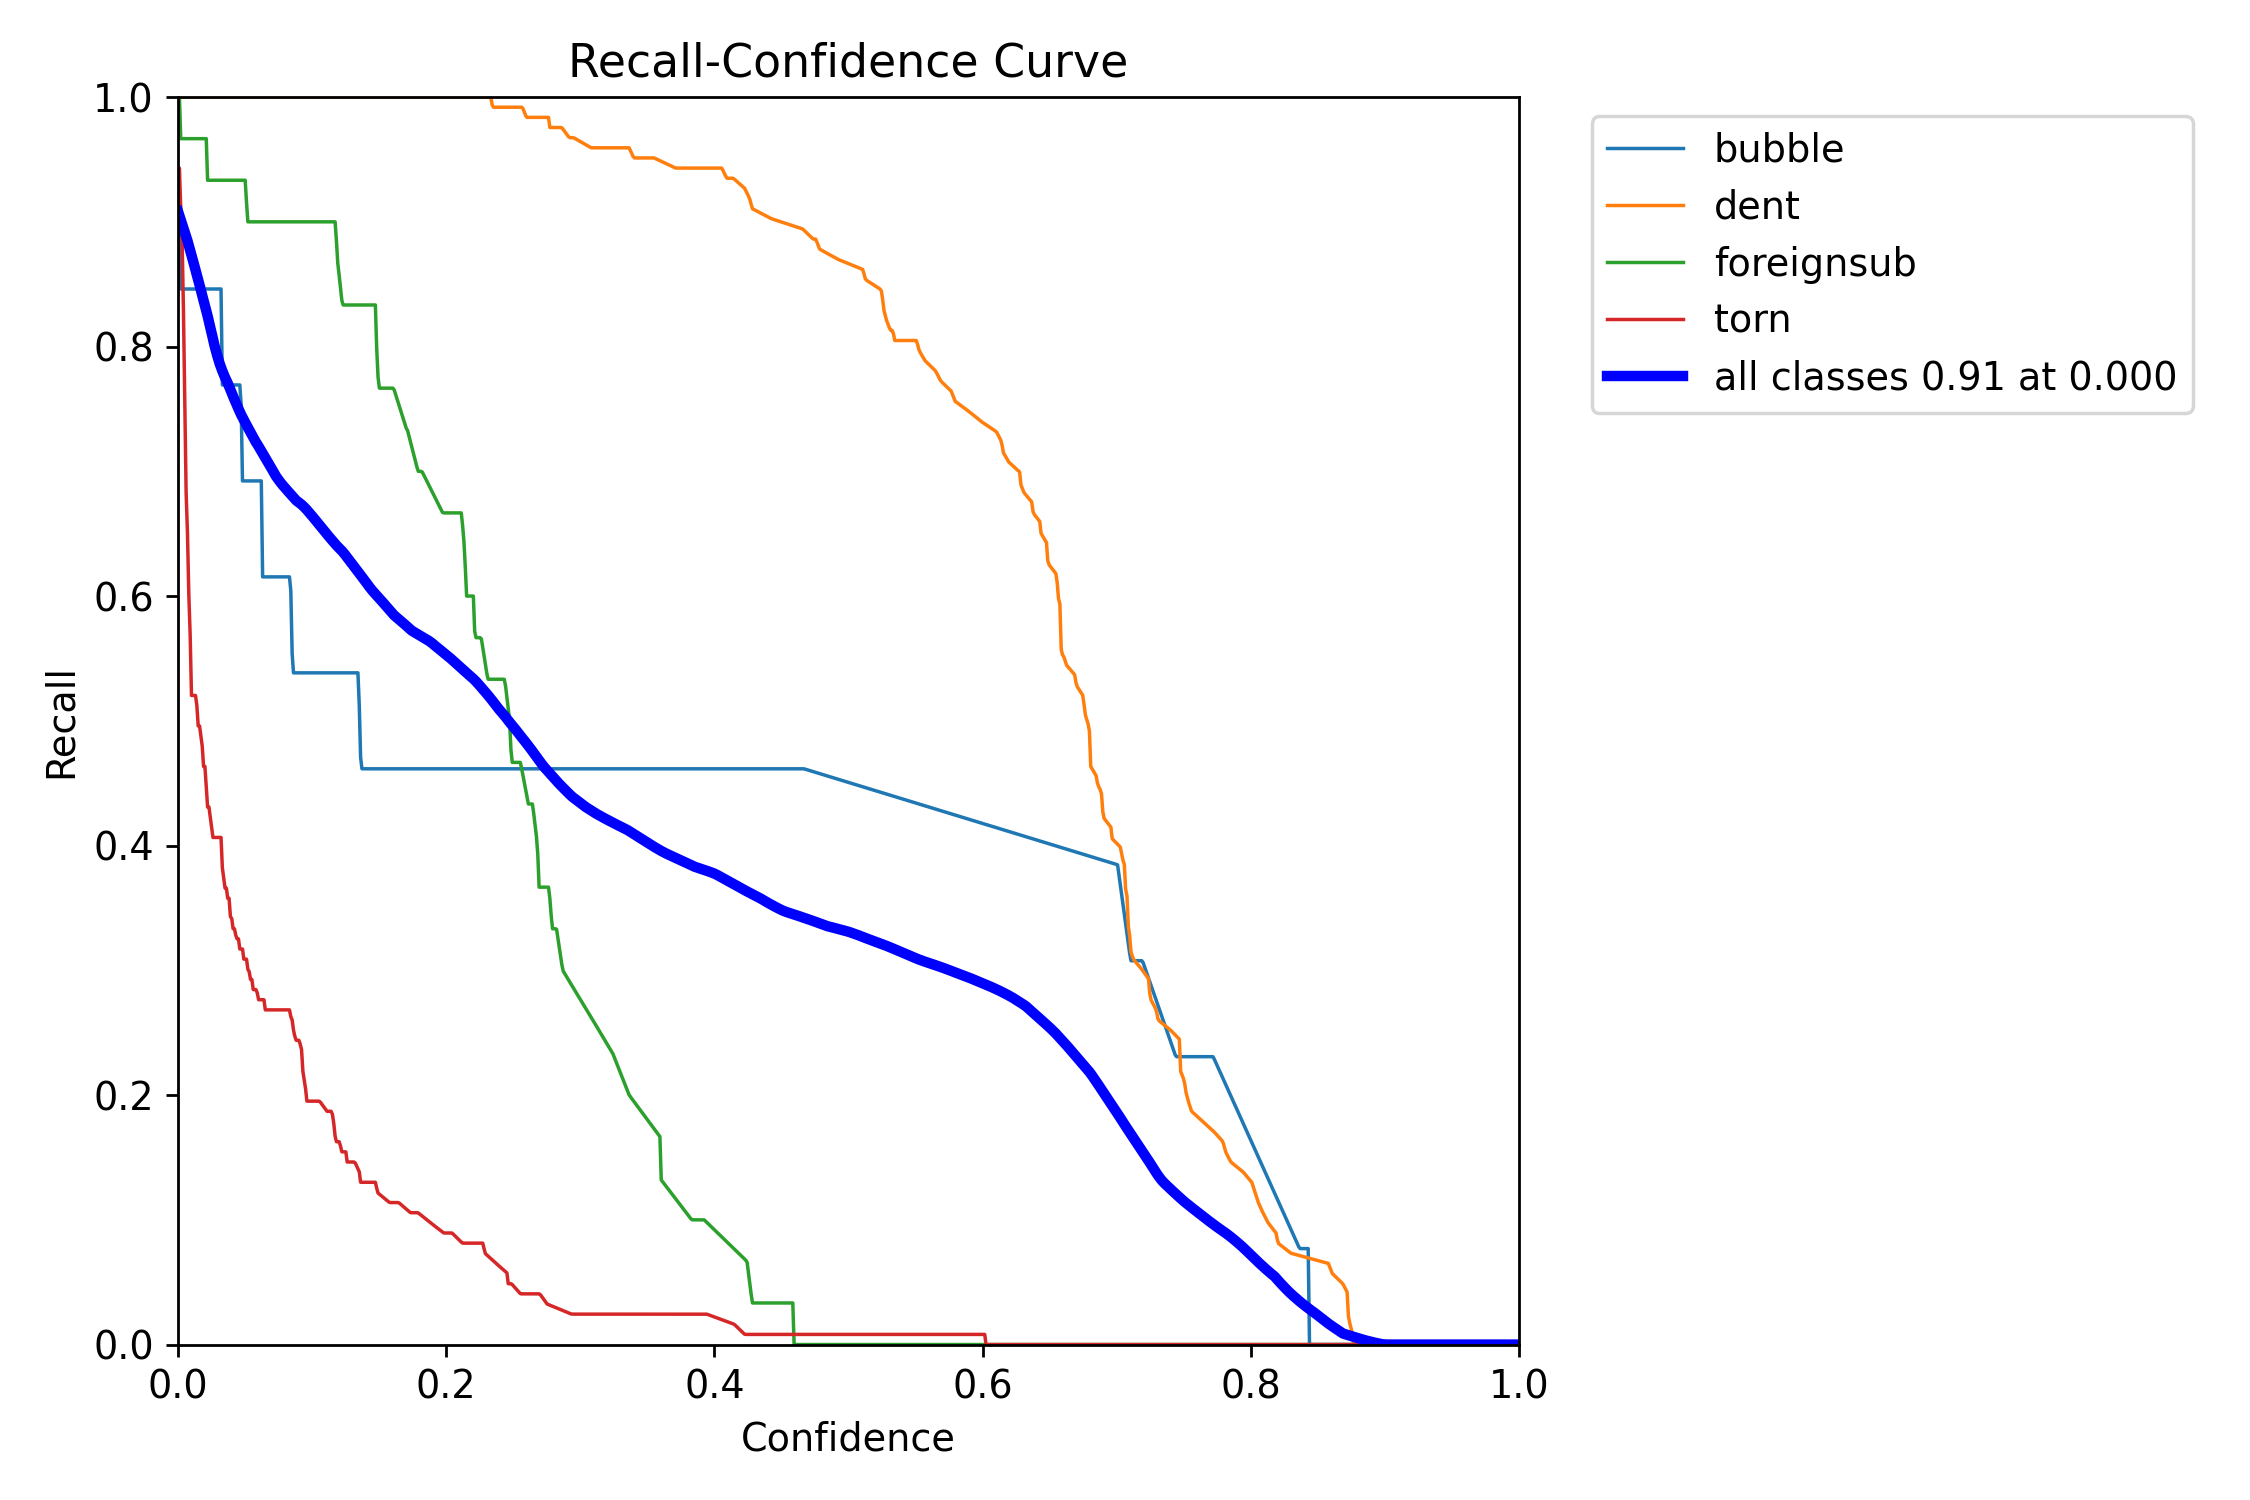 Recall-Confidence Curve
1.0
0.8
0.6
0.4
0.2
0.0
Recall
0.0 0.2 0.4 0.6 0.8 1.0
Confidence
bubble
dent
foreignsub
torn
all classes 0.91 at 0.000